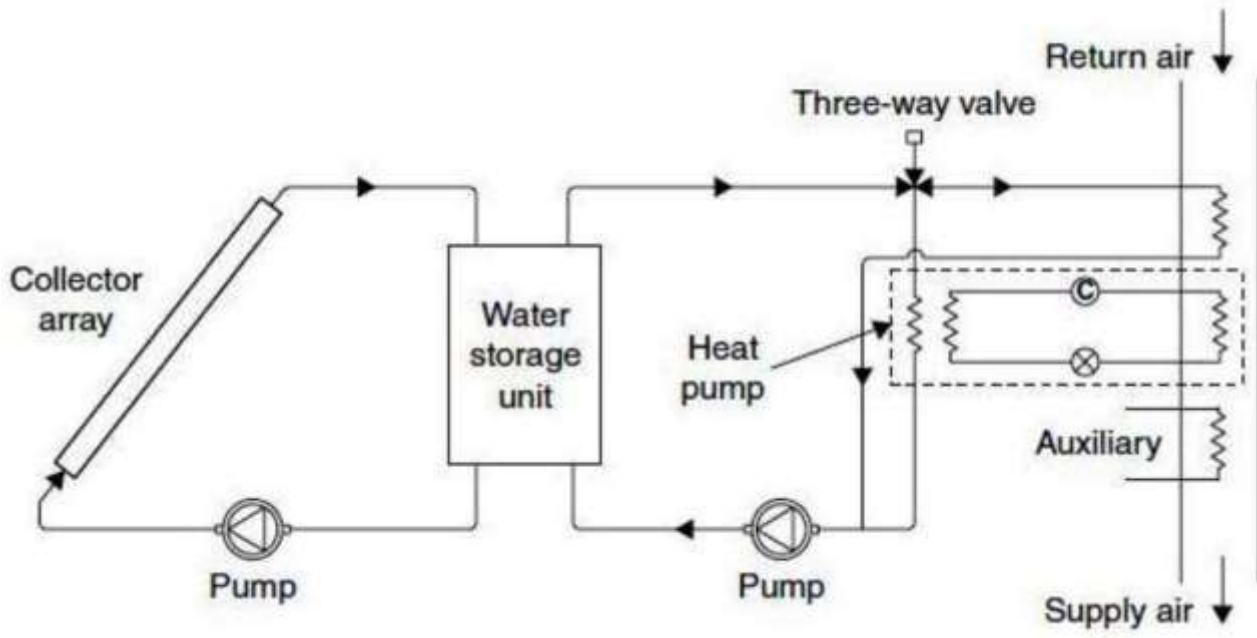 Return air
Three-way valve
Collector
array
Water
storage
unit
C
Heat
pump
Auxiliary
Pump
Pump
Supply air